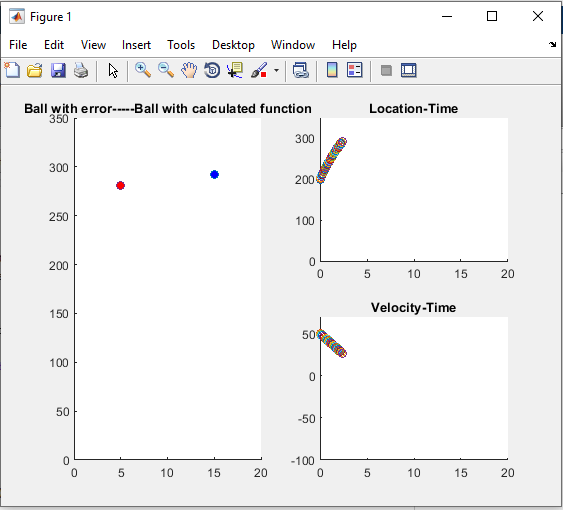 Figure 1
File Edit View Insert Tools Desktop Window Help
Ball with error-----Ball with calculated function
350
300
250
200
150
100
50
0
0 5 10 15 20
Location-Time
300
200
100
0
0 5 10 15 20
Velocity-Time
50
0
-50
-100
0 5 10 15 20